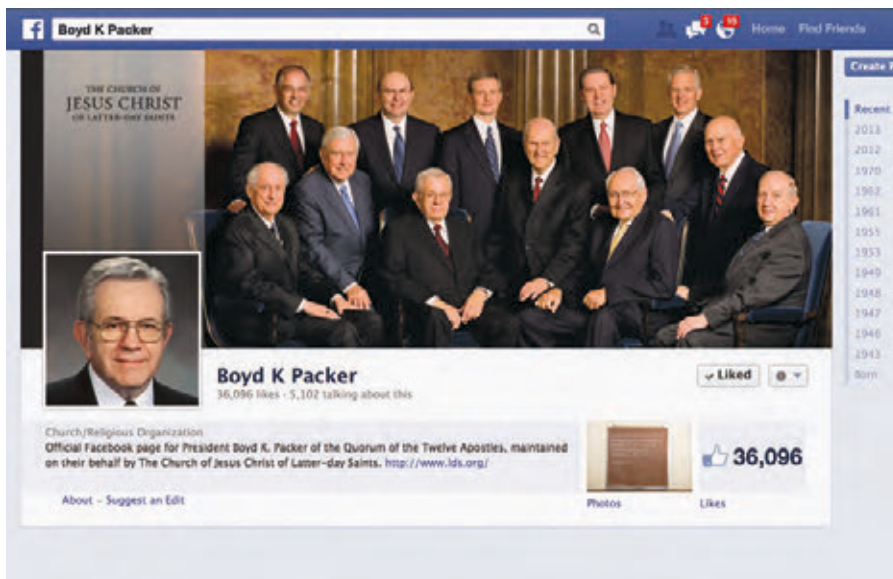 Boyd K Packer
3 15 Home Find Friends
THE CHURCH OF
JESUS CHRIST
OF LATTER-DAY SAINTS
Create
Recent
2013
2012
1970
1962
1961
1955
1953
1949
1948
1947
1946
1943
Born
Boyd K Packer
36,096 likes · 5,102 talking about this
Liked
Church/Religious Organization
Official Facebook page for President Boyd K. Packer of the Quorum of the Twelve Apostles, maintained
on their behalf by The Church of Jesus Christ of Latter-day Saints. http://www.lds.org/
About – Suggest an Edit
36,096
Photos
Likes